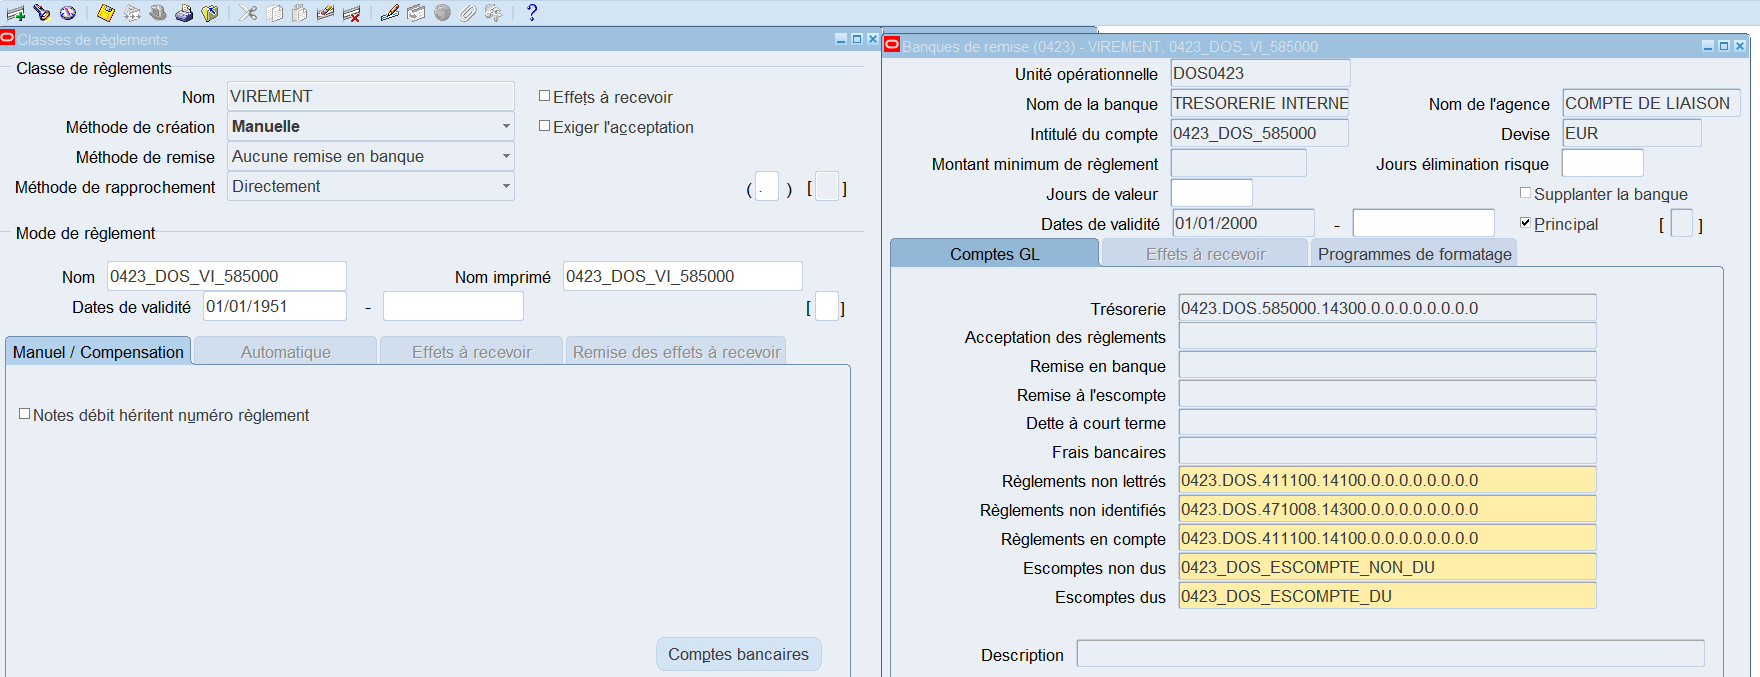 Classes de règlements
Classe de règlements
Nom VIREMENT
Effets à recevoir
Méthode de création Manuelle
Exiger l'acceptation
Méthode de remise Aucune remise en banque
Méthode de rapprochement Directement
( . ) [ ]
Mode de règlement
Nom 0423_DOS_VI_585000
Nom imprimé 0423_DOS_VI_585000
Dates de validité 01/01/1951 -
[ ]
Manuel / Compensation
Automatique
Effets à recevoir
Remise des effets à recevoir
Notes débit héritent numéro règlement
Comptes bancaires
Banques de remise (0423) - VIREMENT, 0423_DOS_VI_585000
Unité opérationnelle DOS0423
Nom de la banque TRESORERIE INTERNE
Nom de l'agence COMPTE DE LIAISON
Intitulé du compte 0423_DOS_585000
Devise EUR
Montant minimum de règlement
Jours élimination risque
Jours de valeur
Supplanter la banque
Dates de validité 01/01/2000 -
Principal
[ ]
Comptes GL
Effets à recevoir
Programmes de formatage
Trésorerie 0423.DOS.585000.14300.0.0.0.0.0.0.0.0
Acceptation des règlements
Remise en banque
Remise à l'escompte
Dette à court terme
Frais bancaires
Règlements non lettrés 0423.DOS.411100.14100.0.0.0.0.0.0.0.0
Règlements non identifiés 0423.DOS.471008.14300.0.0.0.0.0.0.0.0
Règlements en compte 0423.DOS.411100.14100.0.0.0.0.0.0.0.0
Escomptes non dus 0423_DOS_ESCOMPTE_NON_DU
Escomptes dus 0423_DOS_ESCOMPTE_DU
Description